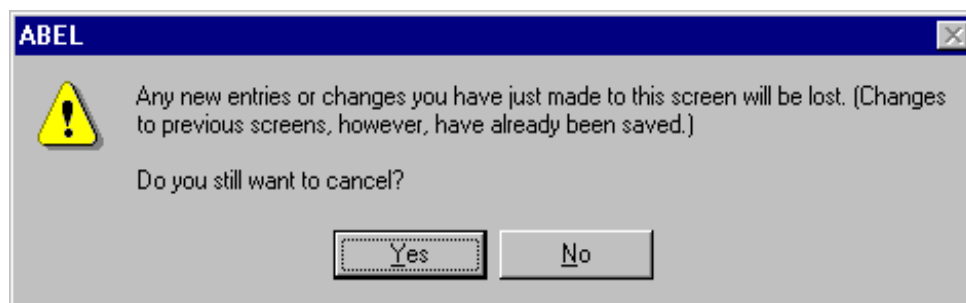 ABEL
Any new entries or changes you have just made to this screen will be lost. (Changes
to previous screens, however, have already been saved.)
Do you still want to cancel?
Yes No